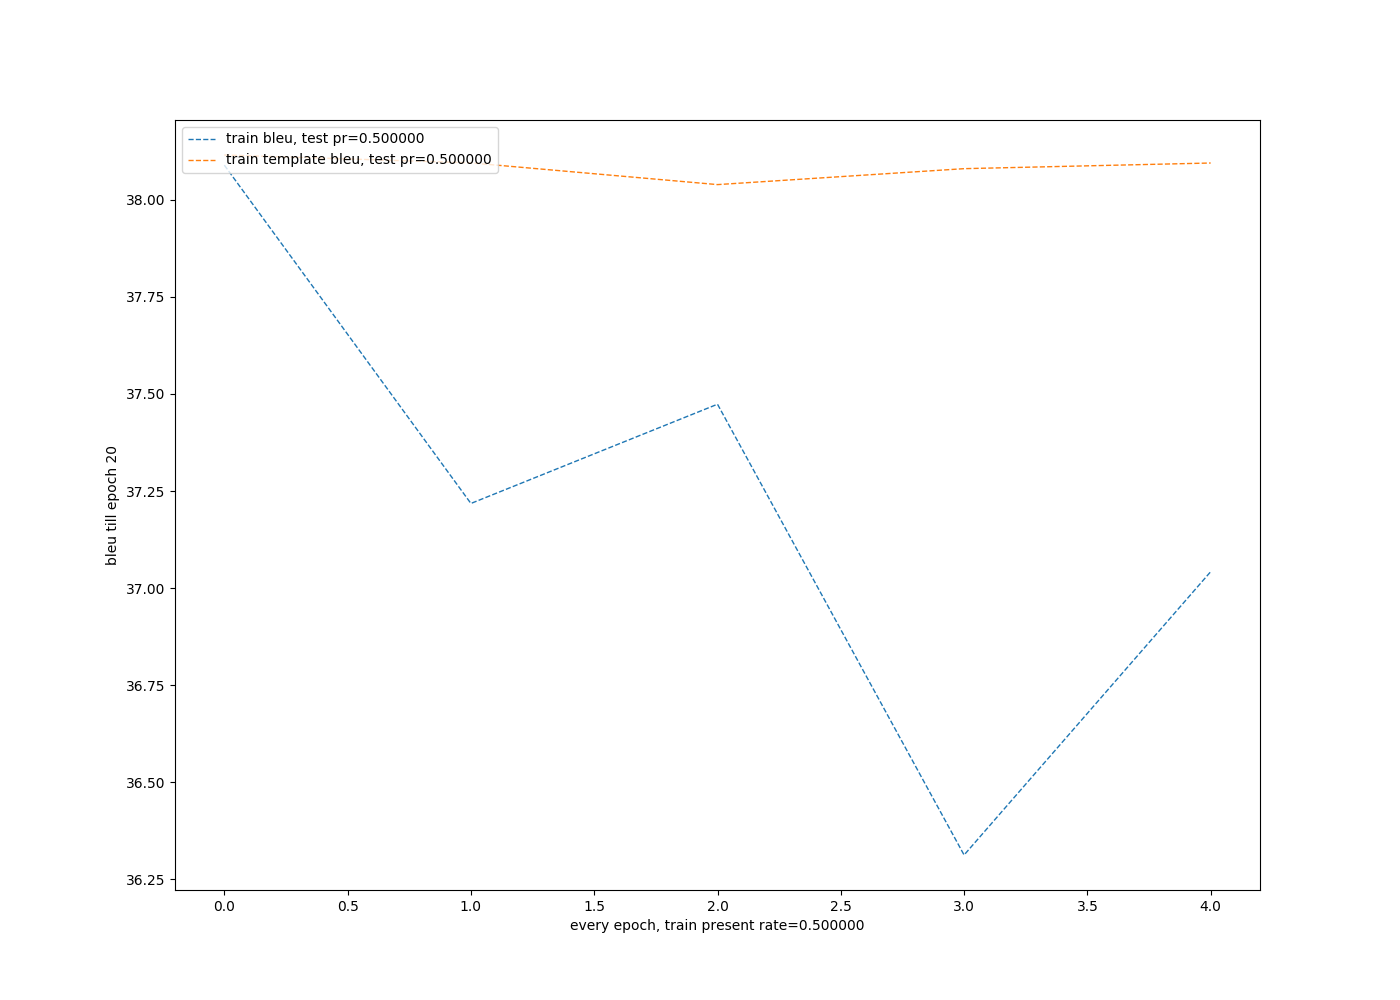 train bleu, test pr=0.500000
train template bleu, test pr=0.500000
38.00
37.75
37.50
37.25
37.00
36.75
36.50
36.25
bleu till epoch 20
0.0 0.5 1.0 1.5 2.0 2.5 3.0 3.5 4.0
every epoch, train present rate=0.500000